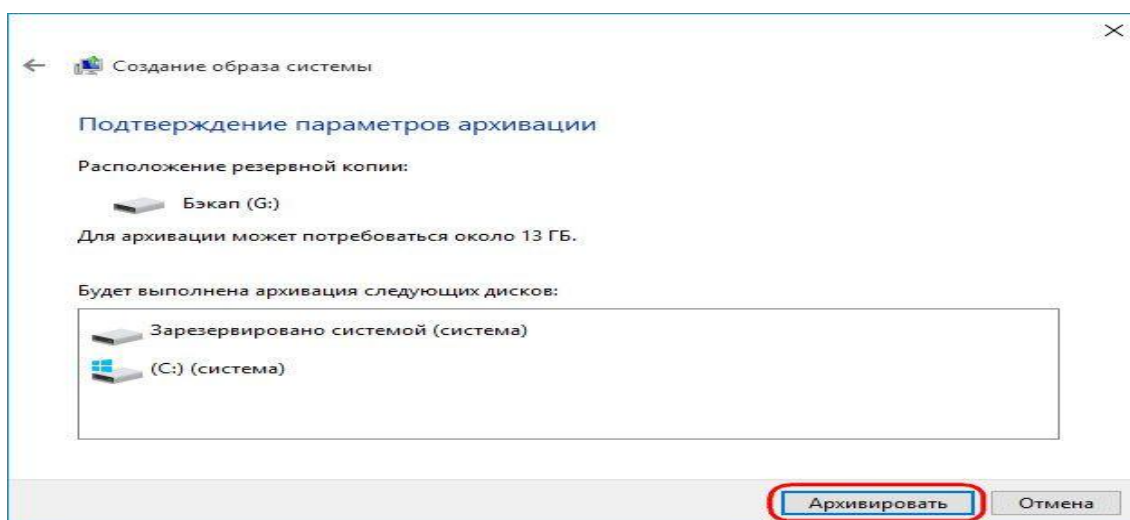 Создание образа системы
Подтверждение параметров архивации
Расположение резервной копии:
Бэкап (G:)
Для архивации может потребоваться около 13 ГБ.
Будет выполнена архивация следующих дисков:
Зарезервировано системой (система)
(C:) (система)
Архивировать Отмена